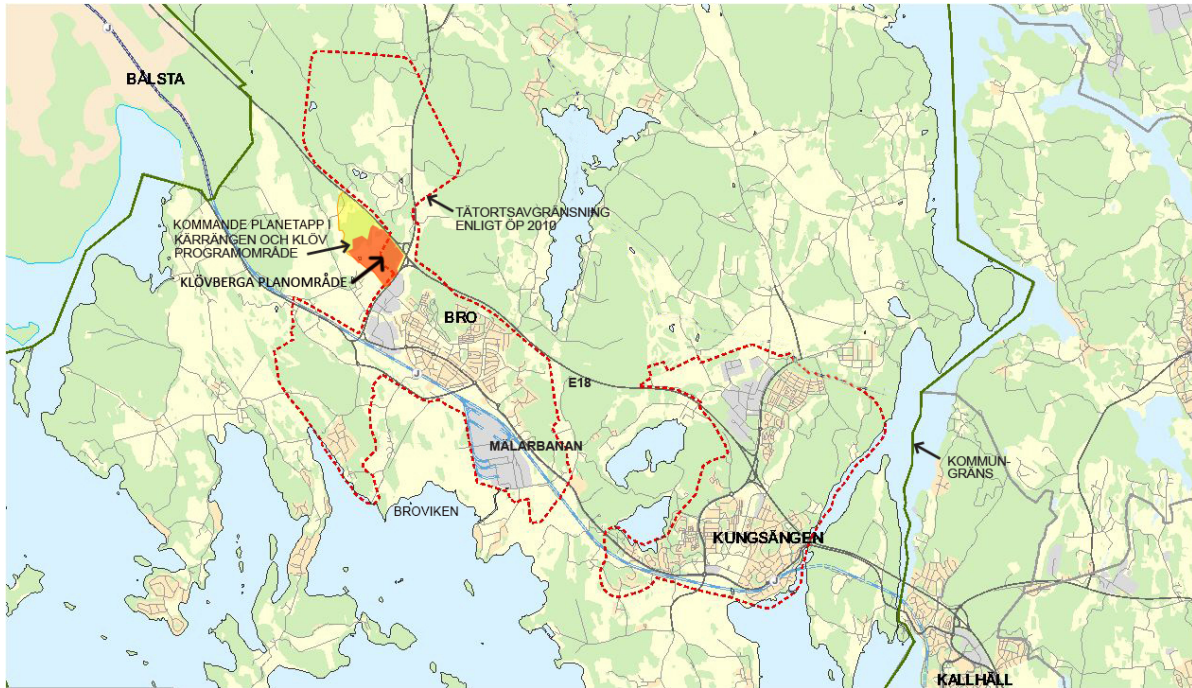 BÅLSTA
KOMMANDE PLANETAPP I
KÄRRÄNGEN OCH KLÖV
PROGRAMOMRÅDE
KLÖVBERGA PLANOMRÅDE
TÄTORTSAVGRÄNSNING
ENLIGT ÖP 2010
BRO
E18
MÄLARBANAN
BROVIKEN
KUNGSÄNGEN
KOMMUN-
GRÄNS
KALLHÄLL
J
J
J